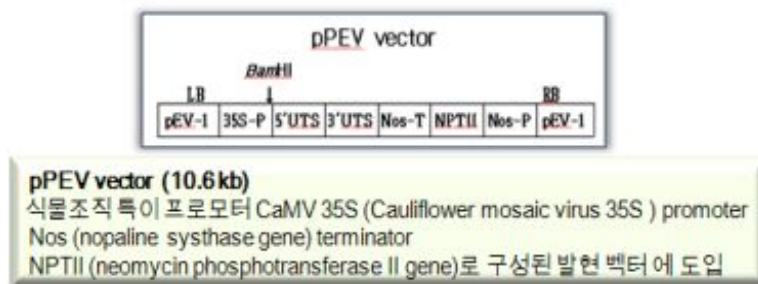 pPEV vector
BamHI
LB RB
pEV-1 35S-P 5'UTS 3'UTS Nos-T NPTII Nos-P pEV-1
pPEV vector (10.6 kb)
식물조직 특이 프로모터 CaMV 35S (Cauliflower mosaic virus 35S ) promoter
Nos (nopaline systhase gene) terminator
NPTII (neomycin phosphotransferase II gene)로 구성된 발현 벡터 에 도입